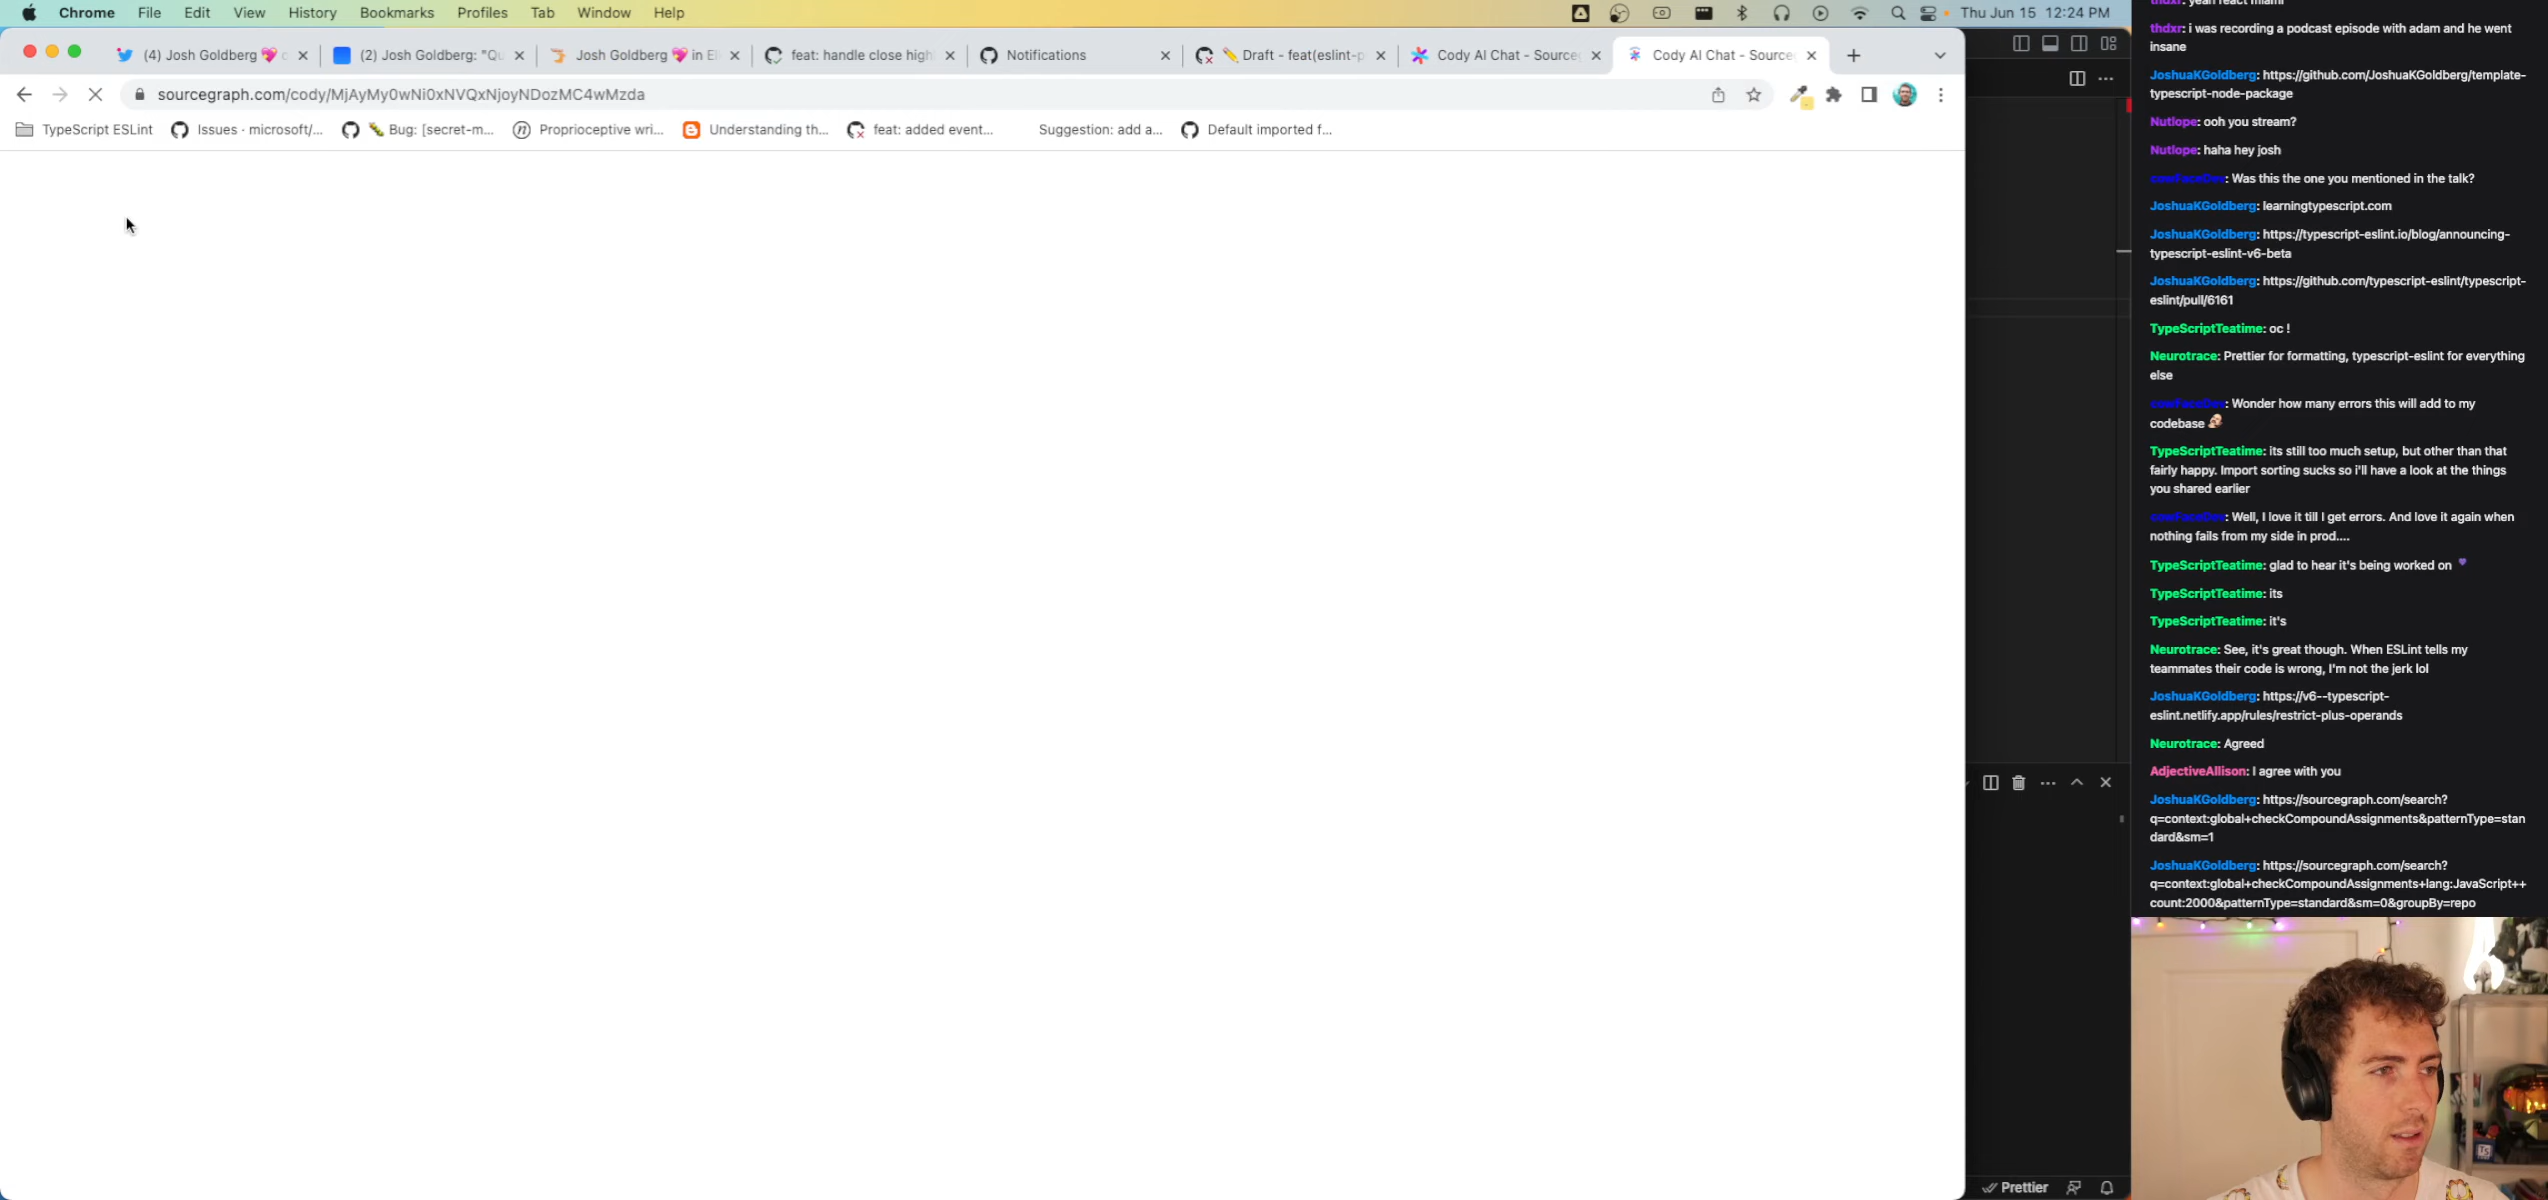 Chrome File Edit View History Bookmarks Profiles Tab Window Help
Thu Jun 15 12:24 PM
(4) Josh Goldberg
(2) Josh Goldberg: "Qu
Josh Goldberg
feat: handle close high
Notifications
Draft - feat(eslint-p
Cody AI Chat - Source
Cody AI Chat - Source
sourcegraph.com/cody/MjAyMy0wNi0xNVQxNjoyNDozMC4wMzda
TypeScript ESLint
Issues · microsoft/...
Bug: [secret-m...
Proprioceptive wri...
Understanding th...
feat: added event...
Suggestion: add a...
Default imported f...
thdxr: yeah react miami
thdxr: i was recording a podcast episode with adam and he went
insane
JoshuaKGoldberg: https://github.com/JoshuaKGoldberg/template-
typescript-node-package
Nutlope: ooh you stream?
Nutlope: haha hey josh
: Was this the one you mentioned in the talk?
JoshuaKGoldberg: learningtypescript.com
JoshuaKGoldberg: https://typescript-eslint.io/blog/announcing-
typescript-eslint-v6-beta
JoshuaKGoldberg: https://github.com/typescript-eslint/typescript-
eslint/pull/6161
TypeScriptTeatime: oc !
Neurotrace: Prettier for formatting, typescript-eslint for everything
else
: Wonder how many errors this will add to my
codebase
TypeScriptTeatime: its still too much setup, but other than that
fairly happy. Import sorting sucks so i'll have a look at the things
you shared earlier
: Well, I love it till I get errors. And love it again when
nothing fails from my side in prod....
TypeScriptTeatime: glad to hear it's being worked on
TypeScriptTeatime: its
TypeScriptTeatime: it's
Neurotrace: See, it's great though. When ESLint tells my
teammates their code is wrong, I'm not the jerk lol
JoshuaKGoldberg: https://v6--typescript-
eslint.netlify.app/rules/restrict-plus-operands
Neurotrace: Agreed
AdjectiveAllison: I agree with you
JoshuaKGoldberg: https://sourcegraph.com/search?
q=context:global+checkCompoundAssignments&patternType=stan
dard&sm=1
JoshuaKGoldberg: https://sourcegraph.com/search?
q=context:global+checkCompoundAssignments+lang:JavaScript++
count:2000&patternType=standard&sm=0&groupBy=repo
Prettier